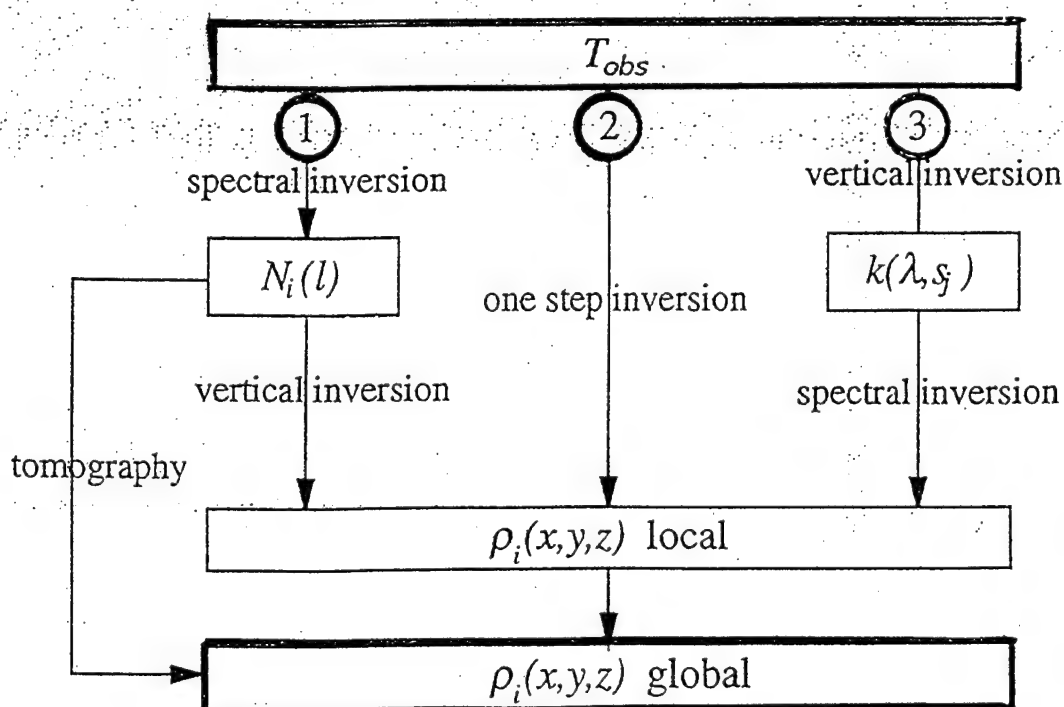 T_obs
1 2 3
spectral inversion
vertical inversion
N_i(l)
k(λ,s_j)
one step inversion
vertical inversion
spectral inversion
tomography
ρ_i(x,y,z) local
ρ_i(x,y,z) global